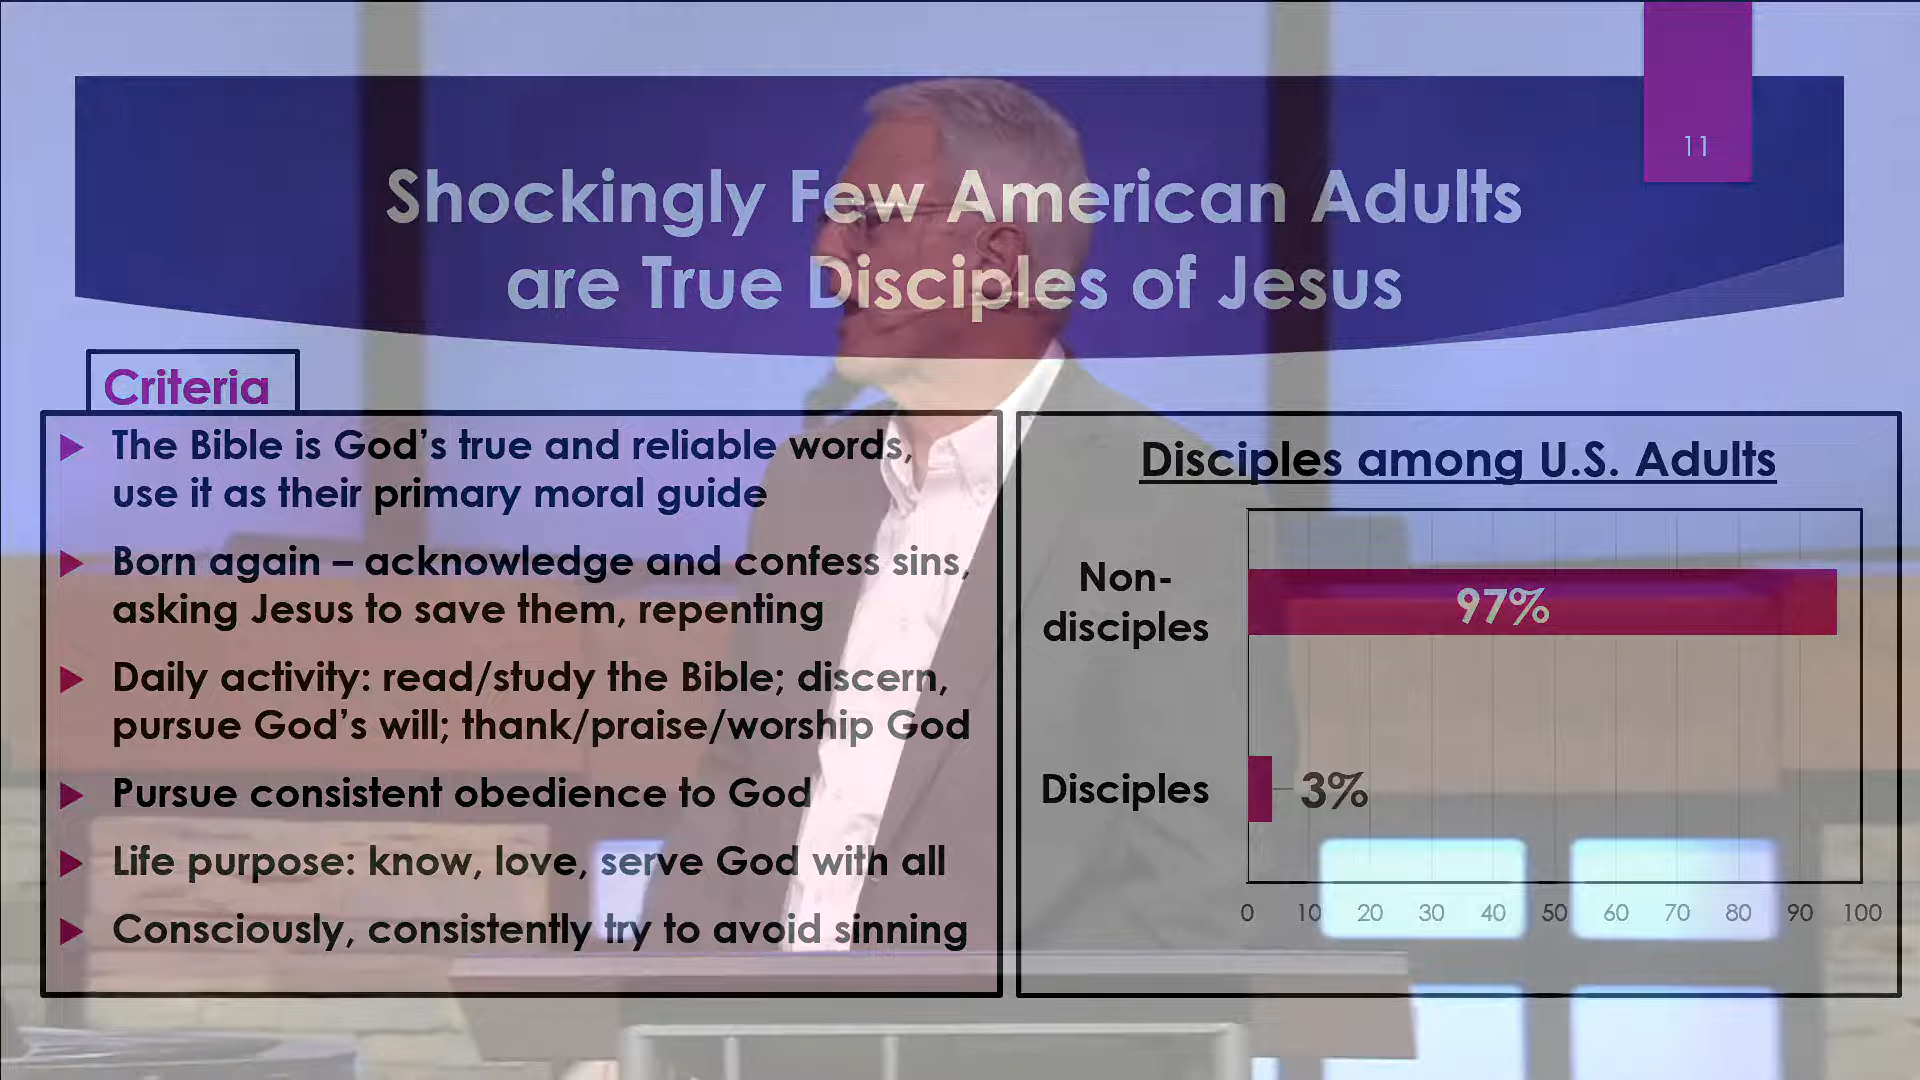 11
Shockingly Few American Adults
are True Disciples of Jesus
Criteria
The Bible is God’s true and reliable words,
use it as their primary moral guide
Born again – acknowledge and confess sins,
asking Jesus to save them, repenting
Daily activity: read/study the Bible; discern,
pursue God’s will; thank/praise/worship God
Pursue consistent obedience to God
Life purpose: know, love, serve God with all
Consciously, consistently try to avoid sinning
Disciples among U.S. Adults
Non-
disciples
97%
Disciples
3%
0 10 20 30 40 50 60 70 80 90 100